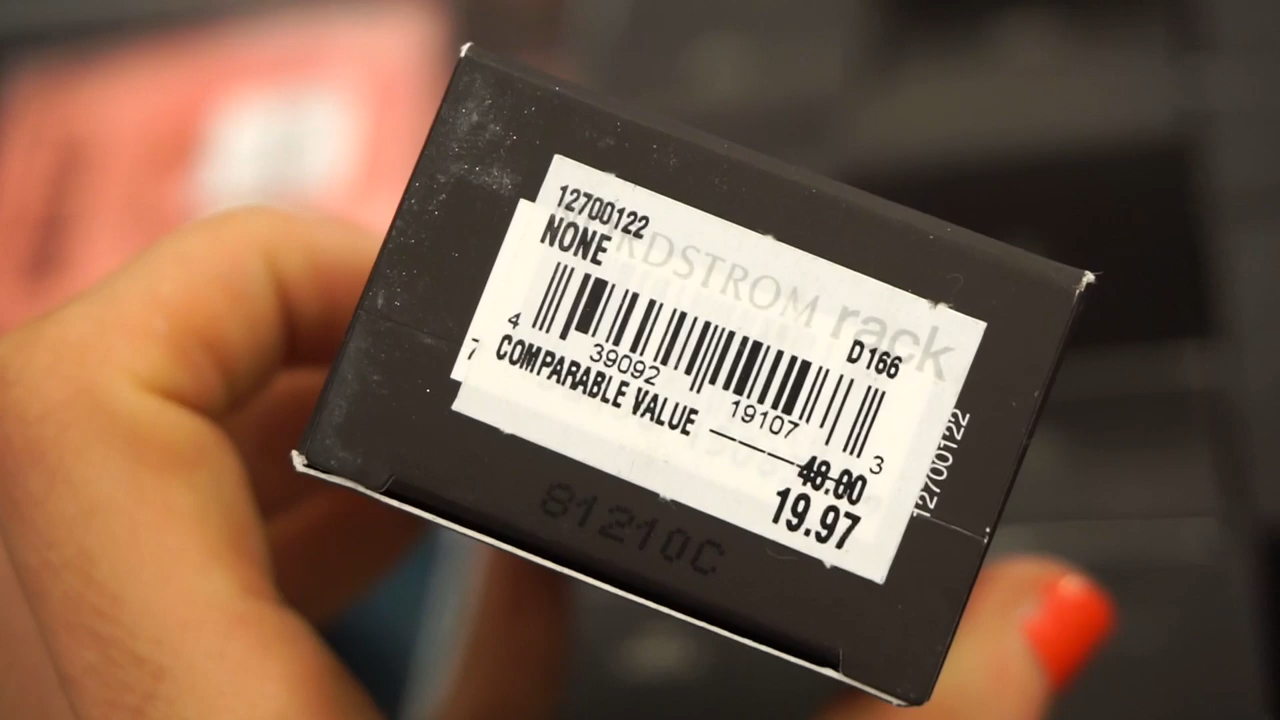 12700122
NORDSTROM rack
NONE
D166
4 39092 19107 3
7
COMPARABLE VALUE 48.00
19.97
12700122
81210C